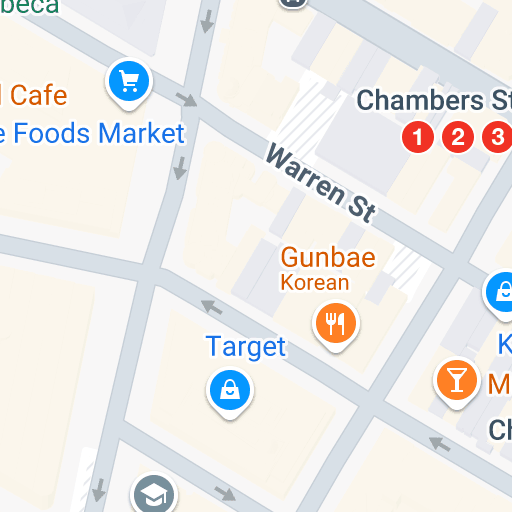 beca
l Cafe
e Foods Market
Chambers St
1 2 3
Warren St
Gunbae
Korean
Target
K
M
Ch